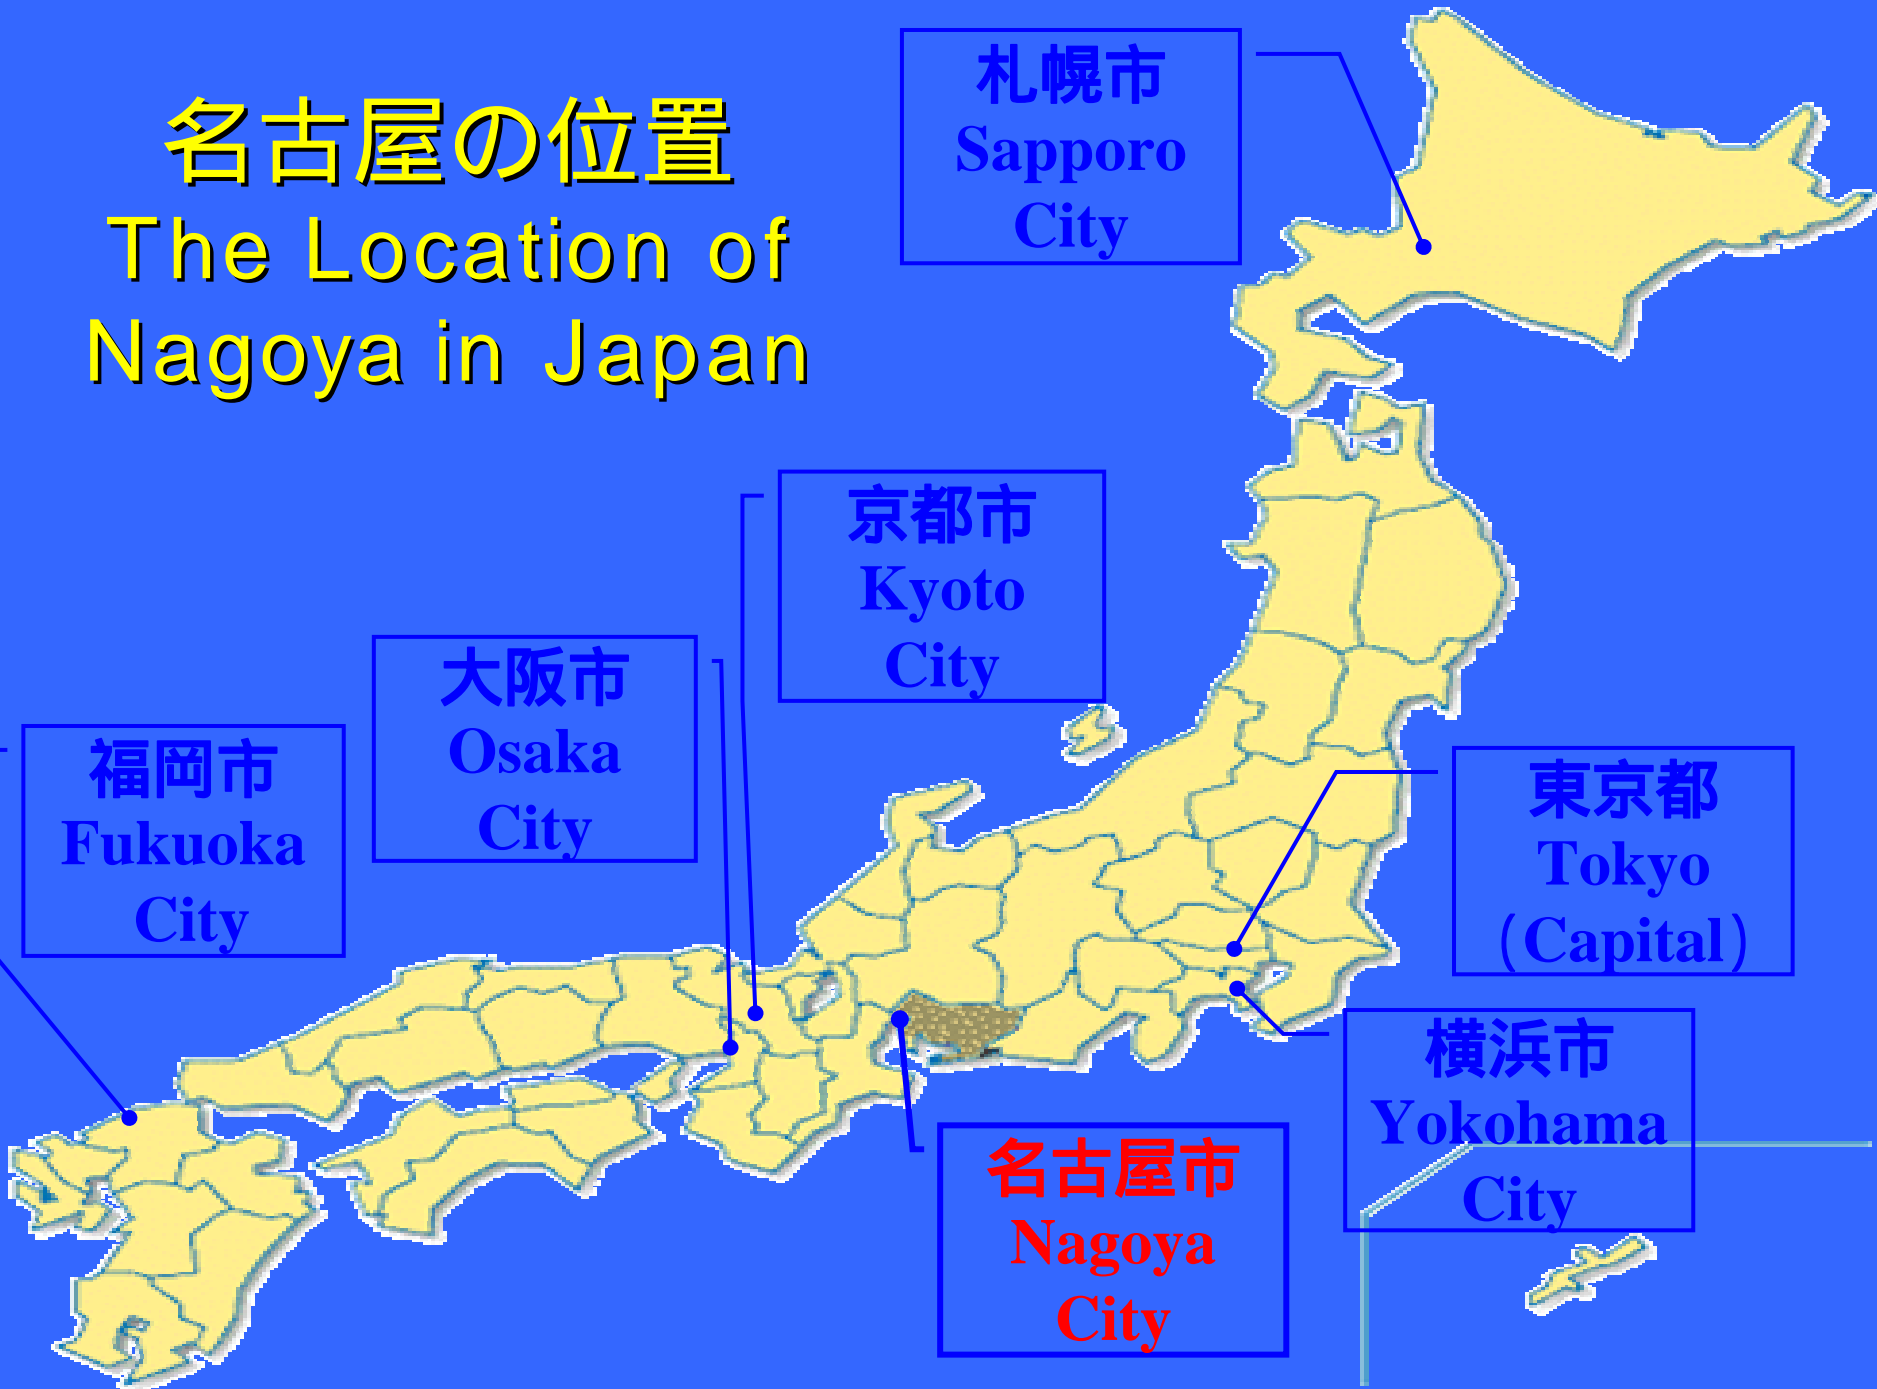 名古屋の位置
The Location of
Nagoya in Japan
札幌市
Sapporo
City
京都市
Kyoto
City
大阪市
Osaka
City
福岡市
Fukuoka
City
東京都
Tokyo
(Capital)
横浜市
Yokohama
City
名古屋市
Nagoya
City